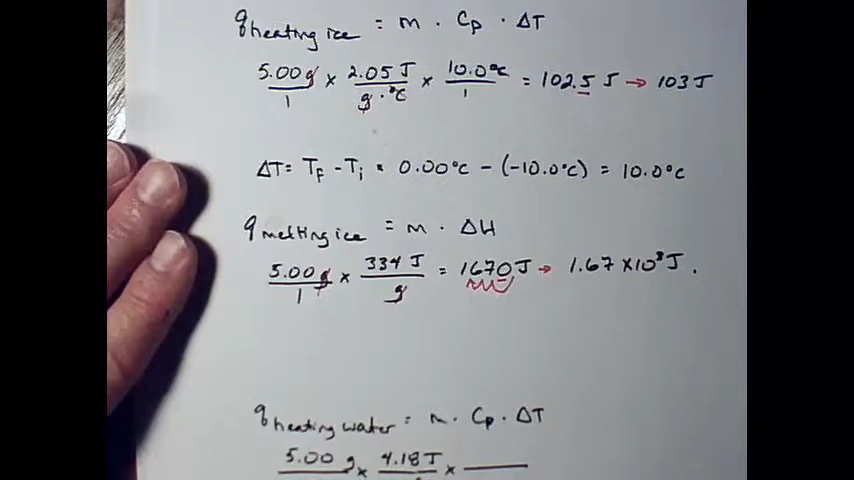 q heating ice = m · Cp · ΔT
5.00g/1 × 2.05 J/g·°C × 10.0°C/1 = 102.5 J → 103 J
ΔT = Tf - Ti = 0.00°C - (-10.0°C) = 10.0°C
q melting ice = m · ΔH
5.00g/1 × 334 J/g = 1670 J → 1.67 × 10³ J.
q heating water = m · Cp · ΔT
5.00 g × 4.18 J ×